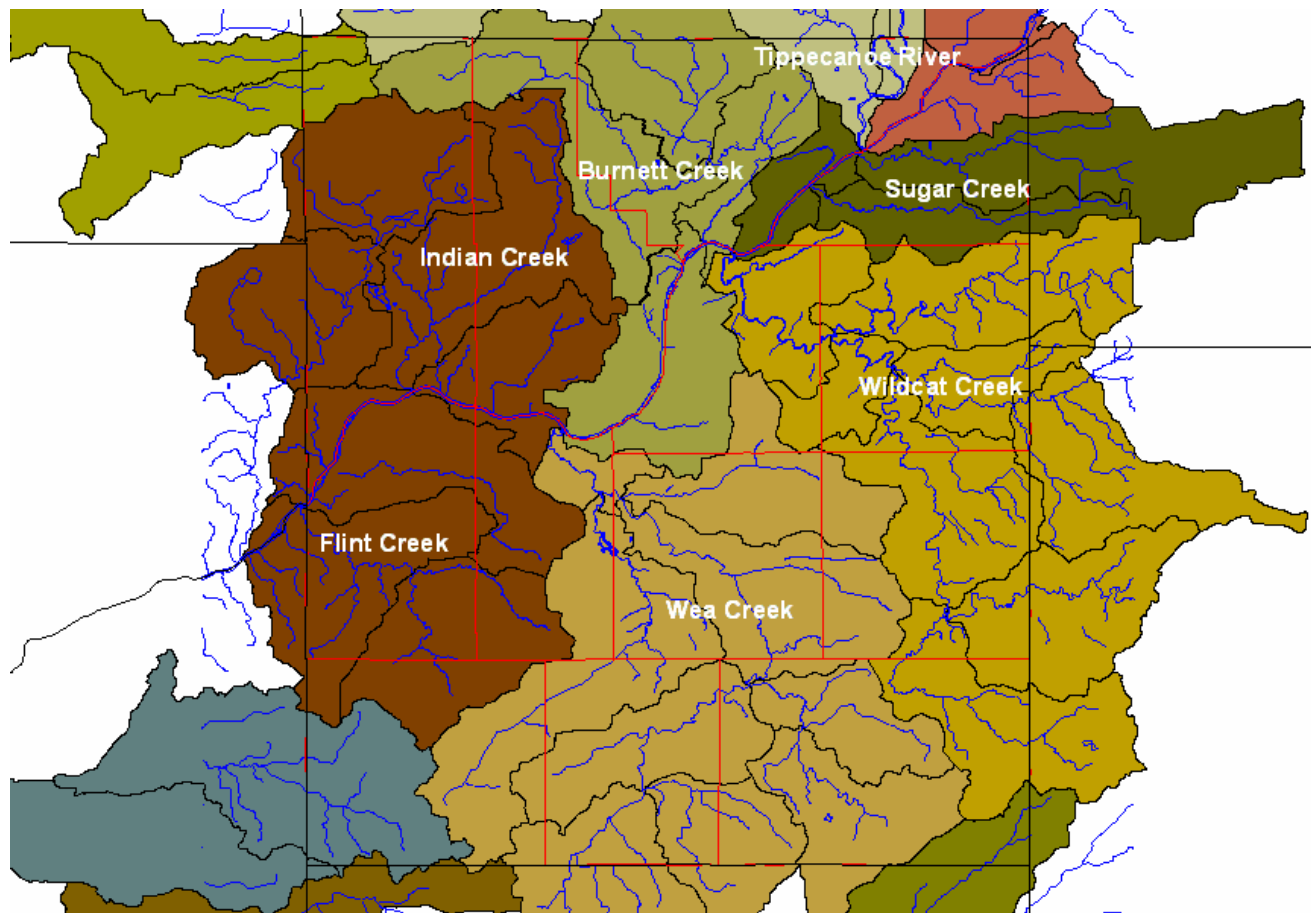 Tippecanoe River
Burnett Creek
Sugar Creek
Indian Creek
Wildcat Creek
Flint Creek
Wea Creek